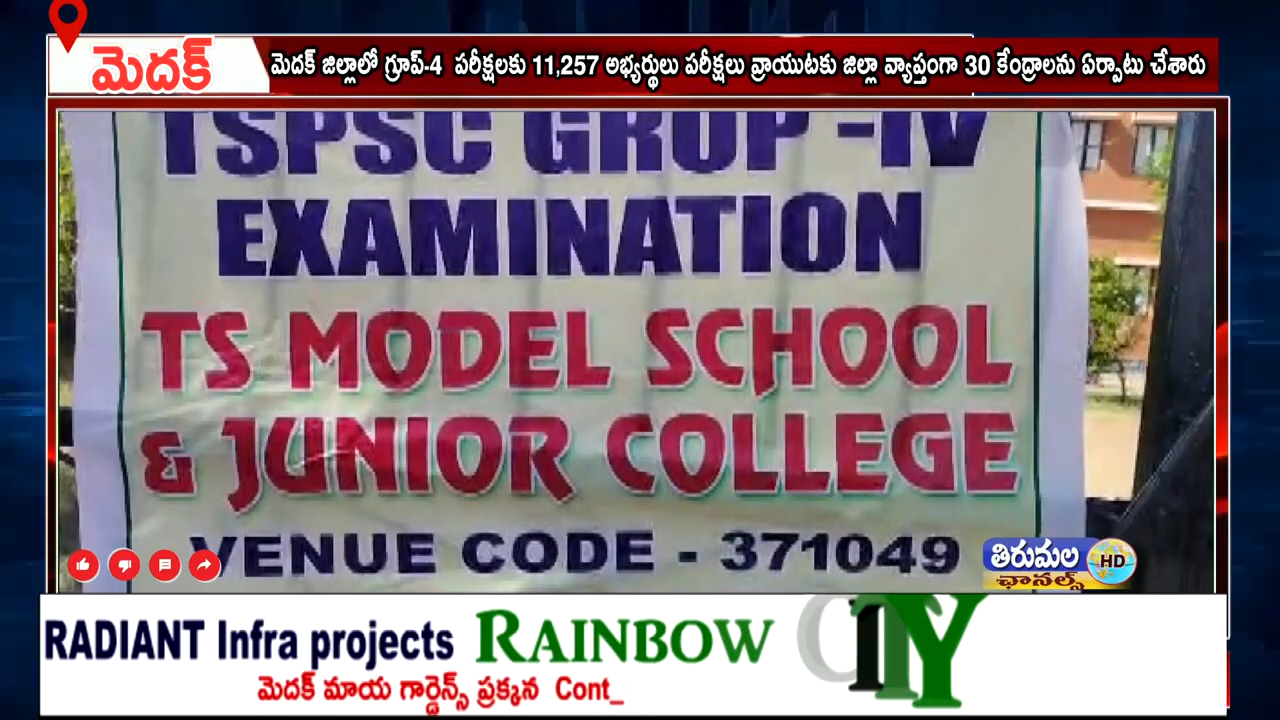 మెదక్
మెదక్ జిల్లాలో గ్రూప్-4 పరీక్షలకు 11,257 అభ్యర్థులు పరీక్షలు వ్రాయుటకు జిల్లా వ్యాప్తంగా 30 కేంద్రాలను ఏర్పాటు చేశారు
TSPSC GROP -IV
EXAMINATION
TS MODEL SCHOOL
& JUNIOR COLLEGE
VENUE CODE - 371049
తిరుమల HD
ఛానల్స్
RADIANT Infra projects RAINBOW CITY
మెదక్ మాయ గార్డెన్స్ ప్రక్కన Cont_